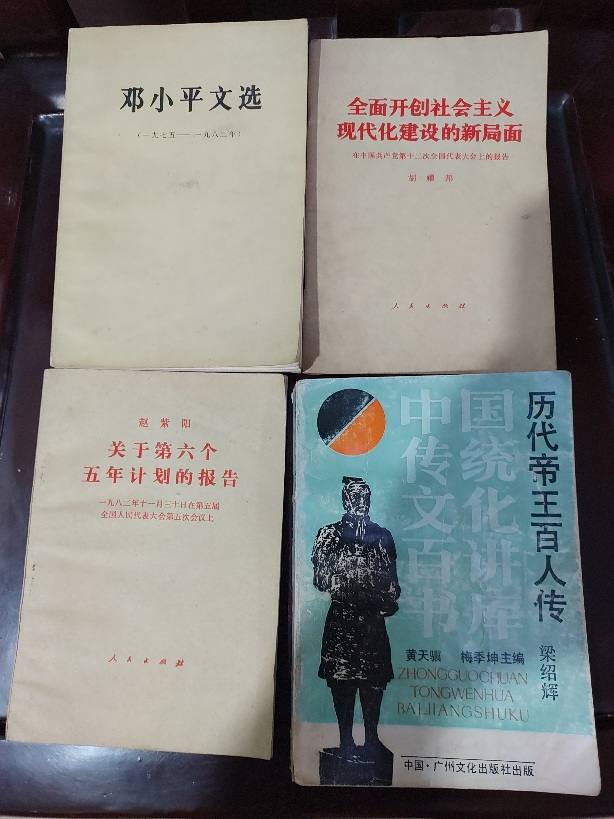 邓小平文选
(一九七五——一九八二年)
全面开创社会主义
现代化建设的新局面
在中国共产党第十二次全国代表大会上的报告
胡耀邦
人民出版社
赵紫阳
关于第六个
五年计划的报告
一九八二年十一月三十日在第五届
全国人民代表大会第五次会议上
人民出版社
历代帝王百人传
梁绍辉
中国
传统
文化
百讲
书库
黄天骥 梅季坤主编
ZHONGGUOCHUAN
TONGWENHUA
BAIJIANGSHUKU
中国·广州文化出版社出版